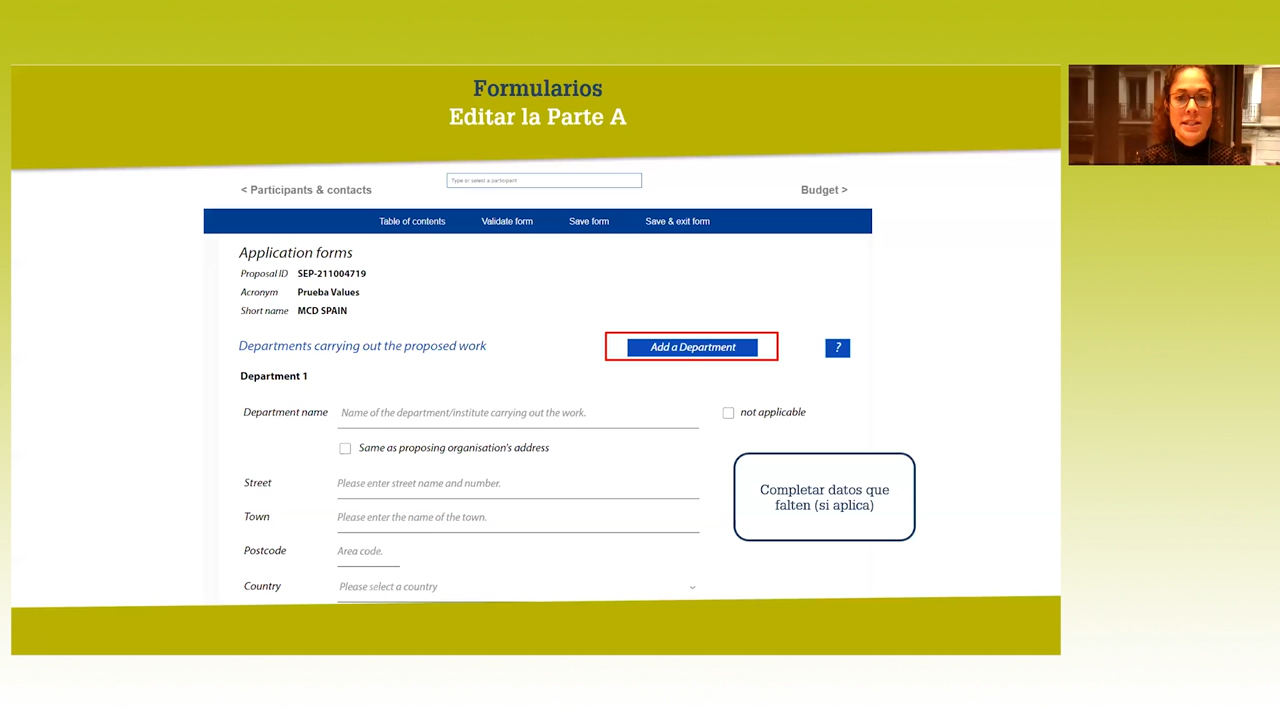 Formularios
Editar la Parte A
< Participants & contacts
Type or select a participant
Budget >
Table of contents
Validate form
Save form
Save & exit form
Application forms
Proposal ID SEP-211004719
Acronym Prueba Values
Short name MCD SPAIN
Departments carrying out the proposed work
Add a Department
?
Department 1
Department name
Name of the department/institute carrying out the work.
not applicable
Same as proposing organisation's address
Street
Please enter street name and number.
Town
Please enter the name of the town.
Postcode
Area code.
Country
Please select a country
Completar datos que
falten (si aplica)